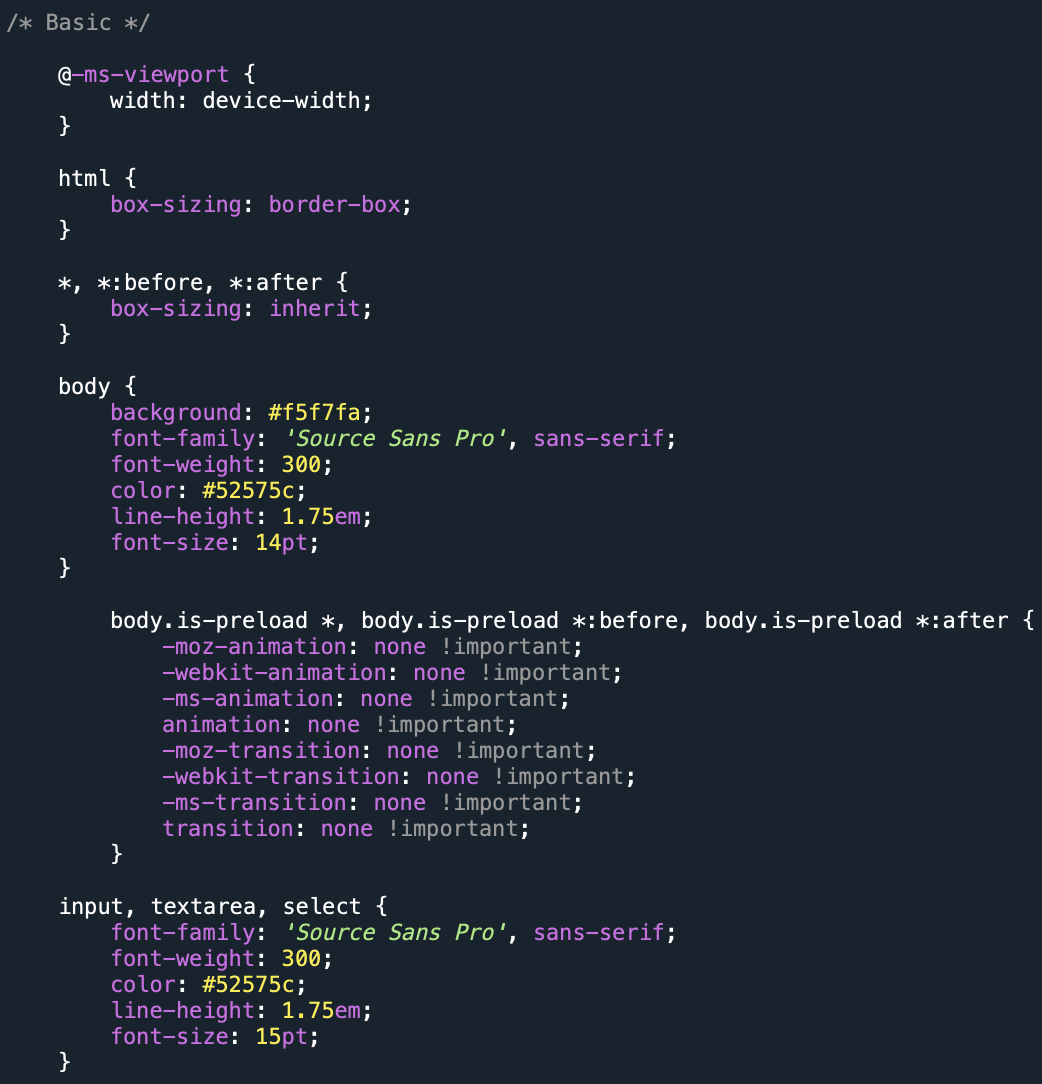 /* Basic */

    @-ms-viewport {
        width: device-width;
    }

    html {
        box-sizing: border-box;
    }

    *, *:before, *:after {
        box-sizing: inherit;
    }

    body {
        background: #f5f7fa;
        font-family: 'Source Sans Pro', sans-serif;
        font-weight: 300;
        color: #52575c;
        line-height: 1.75em;
        font-size: 14pt;
    }

        body.is-preload *, body.is-preload *:before, body.is-preload *:after {
            -moz-animation: none !important;
            -webkit-animation: none !important;
            -ms-animation: none !important;
            animation: none !important;
            -moz-transition: none !important;
            -webkit-transition: none !important;
            -ms-transition: none !important;
            transition: none !important;
        }

    input, textarea, select {
        font-family: 'Source Sans Pro', sans-serif;
        font-weight: 300;
        color: #52575c;
        line-height: 1.75em;
        font-size: 15pt;
    }